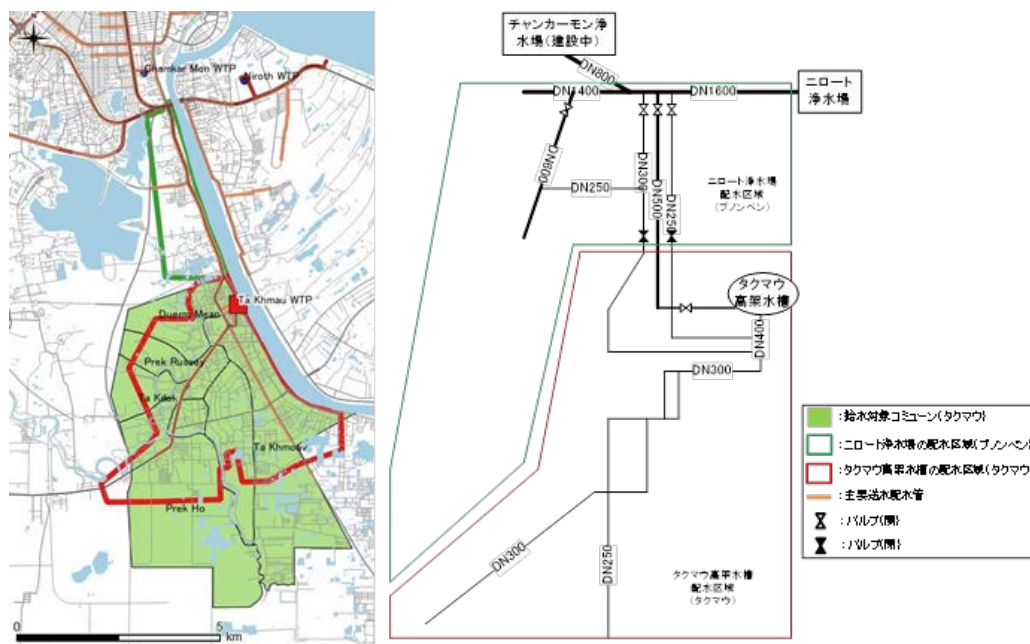 Chamkar Mon WTP
Niroth WTP
Ta Khmau WTP
Duerm Mean
Prek Russey
Ta Kdol
Ta Khmou
Prek Ho
0
5
km
チャンカーモン浄
水場(建設中)
DN800
DN1400
DN1600
ニロート
浄水場
DN600
DN250
DN300
DN500
DN250
ニロート浄水場
配水区域
(プノンペン)
タクマウ
高架水槽
DN400
DN300
DN300
DN250
タクマウ高架水槽
配水区域
(タクマウ)
:給水対象コミューン(タクマウ)
:ニロート浄水場の配水区域(プノンペン)
:タクマウ高架水槽の配水区域(タクマウ
:主要送水配水管
:バルブ(開)
:バルブ(閉)